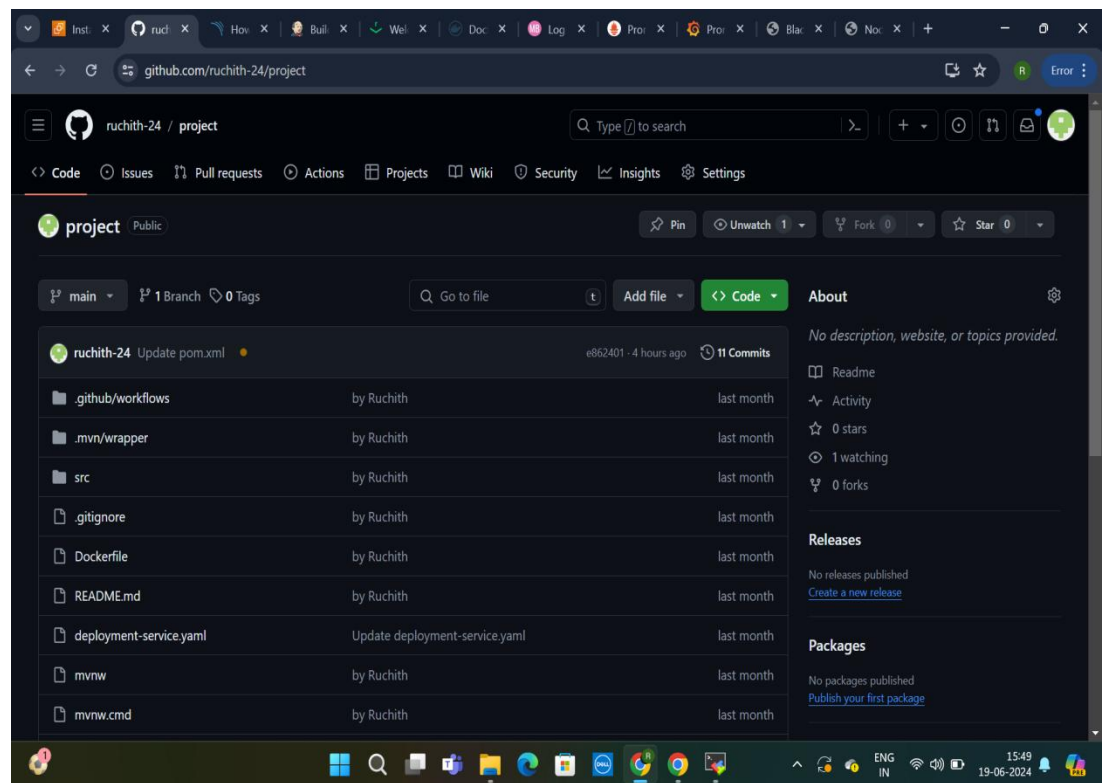 Inst
ruch
How
Buil
Wel
Doc
Log
Pro
Pro
Blac
Noc
github.com/ruchith-24/project
R
Error
ruchith-24 / project
Type / to search
Code
Issues
Pull requests
Actions
Projects
Wiki
Security
Insights
Settings
project Public
Pin
Unwatch 1
Fork 0
Star 0
main
1 Branch
0 Tags
Go to file
t
Add file
Code
ruchith-24 Update pom.xml
e862401 · 4 hours ago
11 Commits
.github/workflows by Ruchith last month
.mvn/wrapper by Ruchith last month
src by Ruchith last month
.gitignore by Ruchith last month
Dockerfile by Ruchith last month
README.md by Ruchith last month
deployment-service.yaml Update deployment-service.yaml last month
mvnw by Ruchith last month
mvnw.cmd by Ruchith last month
About
No description, website, or topics provided.
Readme
Activity
0 stars
1 watching
0 forks
Releases
No releases published
Create a new release
Packages
No packages published
Publish your first package
1
DELL
ENG
IN
15:49
19-06-2024
PRE